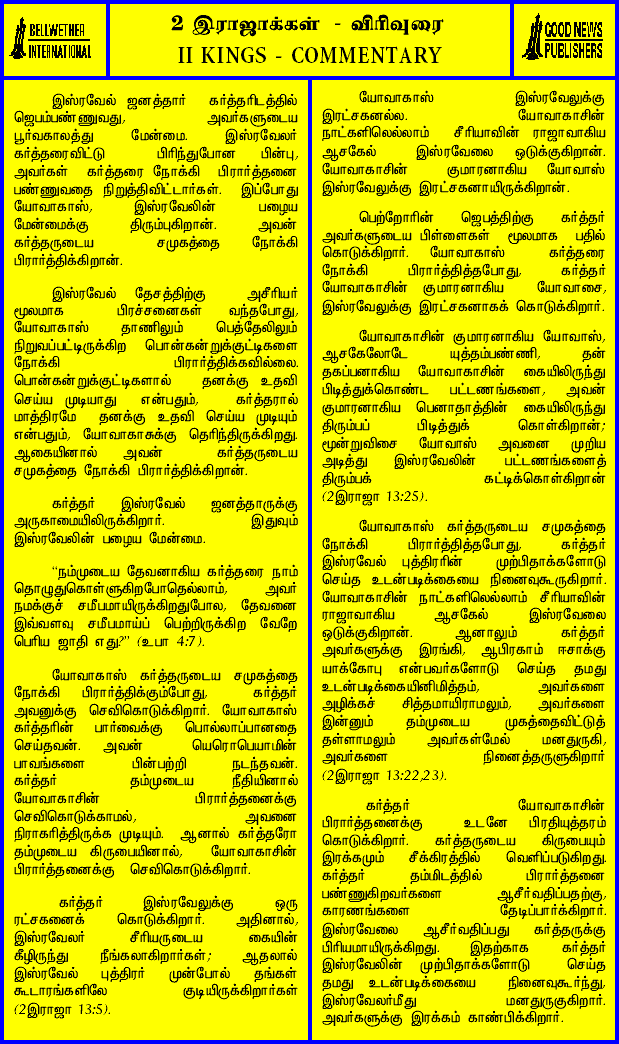 BELLWETHER
INTERNATIONAL
2 இராஜாக்கள் - விரிவுரை
II KINGS - COMMENTARY
GOOD NEWS
PUBLISHERS
இஸ்ரவேல் ஜனத்தார் கர்த்தரிடத்தில்
ஜெபம்பண்ணுவது, அவர்களுடைய
பூர்வகாலத்து மேன்மை. இஸ்ரவேலர்
கர்த்தரைவிட்டு பிரிந்துபோன பின்பு,
அவர்கள் கர்த்தரை நோக்கி பிரார்த்தனை
பண்ணுவதை நிறுத்திவிட்டார்கள். இப்போது
யோவாகாஸ், இஸ்ரவேலின் பழைய
மேன்மைக்கு திரும்புகிறான். அவன்
கர்த்தருடைய சமுகத்தை நோக்கி
பிரார்த்திக்கிறான்.
இஸ்ரவேல் தேசத்திற்கு அசீரியர்
மூலமாக பிரச்சனைகள் வந்தபோது,
யோவாகாஸ் தாணிலும் பெத்தேலிலும்
நிறுவப்பட்டிருக்கிற பொன்கன்றுக்குட்டிகளை
நோக்கி பிரார்த்திக்கவில்லை.
பொன்கன்றுக்குட்டிகளால் தனக்கு உதவி
செய்ய முடியாது என்பதும், கர்த்தரால்
மாத்திரமே தனக்கு உதவி செய்ய முடியும்
என்பதும், யோவாகாசுக்கு தெரிந்திருக்கிறது.
ஆகையினால் அவன் கர்த்தருடைய
சமுகத்தை நோக்கி பிரார்த்திக்கிறான்.
கர்த்தர் இஸ்ரவேல் ஜனத்தாருக்கு
அருகாமையிலிருக்கிறார். இதுவும்
இஸ்ரவேலின் பழைய மேன்மை.
“நம்முடைய தேவனாகிய கர்த்தரை நாம்
தொழுதுகொள்ளுகிறபோதெல்லாம், அவர்
நமக்குச் சமீபமாயிருக்கிறதுபோல, தேவனை
இவ்வளவு சமீபமாய்ப் பெற்றிருக்கிற வேறே
பெரிய ஜாதி எது?” (உபா 4:7).
யோவாகாஸ் கர்த்தருடைய சமுகத்தை
நோக்கி பிரார்த்திக்கும்போது, கர்த்தர்
அவனுக்கு செவிகொடுக்கிறார். யோவாகாஸ்
கர்த்தரின் பார்வைக்கு பொல்லாப்பானதை
செய்தவன். அவன் யெரொபெயாமின்
பாவங்களை பின்பற்றி நடந்தவன்.
கர்த்தர் தம்முடைய நீதியினால்
யோவாகாசின் பிரார்த்தனைக்கு
செவிகொடுக்காமல், அவனை
நிராகரித்திருக்க முடியும். ஆனால் கர்த்தரோ
தம்முடைய கிருபையினால், யோவாகாசின்
பிரார்த்தனைக்கு செவிகொடுக்கிறார்.
கர்த்தர் இஸ்ரவேலுக்கு ஒரு
ரட்சகனைக் கொடுக்கிறார். அதினால்,
இஸ்ரவேலர் சீரியருடைய கையின்
கீழிருந்து நீங்கலாகிறார்கள்; ஆதலால்
இஸ்ரவேல் புத்திரர் முன்போல் தங்கள்
கூடாரங்களிலே குடியிருக்கிறார்கள்
(2இராஜா 13:5).
யோவாகாஸ் இஸ்ரவேலுக்கு
இரட்சகனல்ல. யோவாகாசின்
நாட்களிலெல்லாம் சீரியாவின் ராஜாவாகிய
ஆசகேல் இஸ்ரவேலை ஒடுக்குகிறான்.
யோவாகாசின் குமாரனாகிய யோவாஸ்
இஸ்ரவேலுக்கு இரட்சகனாயிருக்கிறான்.
பெற்றோரின் ஜெபத்திற்கு கர்த்தர்
அவர்களுடைய பிள்ளைகள் மூலமாக பதில்
கொடுக்கிறார். யோவாகாஸ் கர்த்தரை
நோக்கி பிரார்த்தித்தபோது, கர்த்தர்
யோவாகாசின் குமாரனாகிய யோவாசை,
இஸ்ரவேலுக்கு இரட்சகனாகக் கொடுக்கிறார்.
யோவாகாசின் குமாரனாகிய யோவாஸ்,
ஆசகேலோடே யுத்தம்பண்ணி, தன்
தகப்பனாகிய யோவாகாசின் கையிலிருந்து
பிடித்துக்கொண்ட பட்டணங்களை, அவன்
குமாரனாகிய பெனாதாத்தின் கையிலிருந்து
திரும்பப் பிடித்துக் கொள்கிறான்;
மூன்றுவிசை யோவாஸ் அவனை முறிய
அடித்து இஸ்ரவேலின் பட்டணங்களைத்
திரும்பக் கட்டிக்கொள்கிறான்
(2இராஜா 13:25).
யோவாகாஸ் கர்த்தருடைய சமுகத்தை
நோக்கி பிரார்த்தித்தபோது, கர்த்தர்
இஸ்ரவேல் புத்திரரின் முற்பிதாக்களோடு
செய்த உடன்படிக்கையை நினைவுகூருகிறார்.
யோவாகாசின் நாட்களிலெல்லாம் சீரியாவின்
ராஜாவாகிய ஆசகேல் இஸ்ரவேலை
ஒடுக்குகிறான். ஆனாலும் கர்த்தர்
அவர்களுக்கு இரங்கி, ஆபிரகாம் ஈசாக்கு
யாக்கோபு என்பவர்களோடு செய்த தமது
உடன்படிக்கையினிமித்தம், அவர்களை
அழிக்கச் சித்தமாயிராமலும், அவர்களை
இன்னும் தம்முடைய முகத்தைவிட்டுத்
தள்ளாமலும் அவர்கள்மேல் மனதுருகி,
அவர்களை நினைத்தருளுகிறார்
(2இராஜா 13:22,23).
கர்த்தர் யோவாகாசின்
பிரார்த்தனைக்கு உடனே பிரதியுத்தரம்
கொடுக்கிறார். கர்த்தருடைய கிருபையும்
இரக்கமும் சீக்கிரத்தில் வெளிப்படுகிறது.
கர்த்தர் தம்மிடத்தில் பிரார்த்தனை
பண்ணுகிறவர்களை ஆசீர்வதிப்பதற்கு,
காரணங்களை தேடிப்பார்க்கிறார்.
இஸ்ரவேலை ஆசீர்வதிப்பது கர்த்தருக்கு
பிரியமாயிருக்கிறது. இதற்காக கர்த்தர்
இஸ்ரவேலின் முற்பிதாக்களோடு செய்த
தமது உடன்படிக்கையை நினைவுகூர்ந்து,
இஸ்ரவேலர்மீது மனதுருகுகிறார்.
அவர்களுக்கு இரக்கம் காண்பிக்கிறார்.